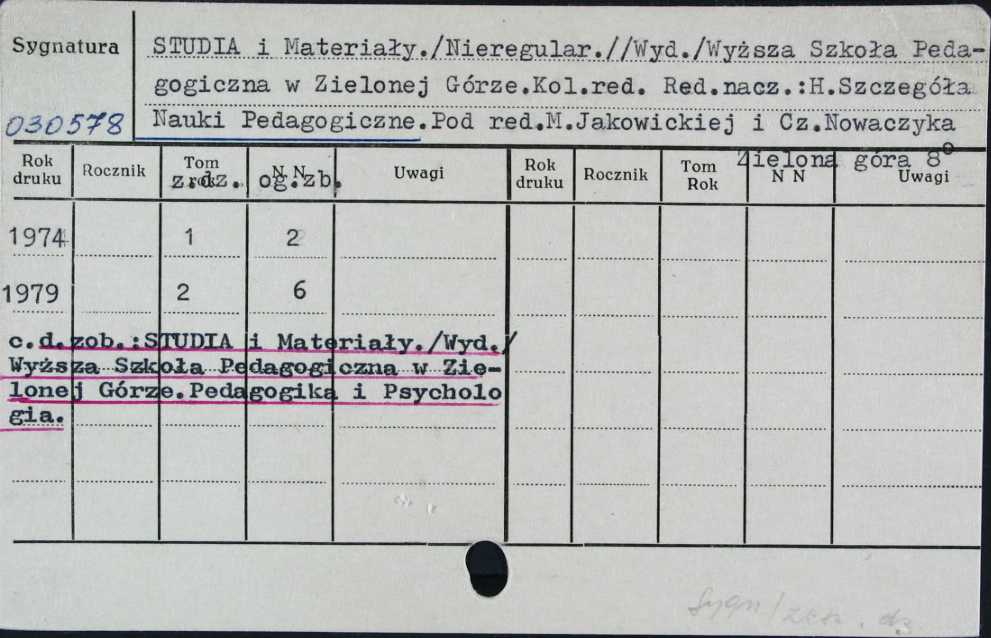 Sygnatura
030578
STUDIA i Materiały./Nieregular.//Wyd./Wyższa Szkoła Peda-
gogiczna w Zielonej Górze.Kol.red. Red.nacz.:H.Szczegóła
Nauki Pedagogiczne.Pod red.M.Jakowickiej i Cz.Nowaczyka
Zielona góra 8°
Rok druku Rocznik Tom z.rdz. N N og.zb. Uwagi Rok druku Rocznik Tom Rok N N Uwagi
1974 1 2
1979 2 6
c.d.zob.:STUDIA i Materiały./Wyd./
Wyższa Szkoła Pedagogiczna w Zie-
lonej Górze.Pedagogika i Psycholo
gia.